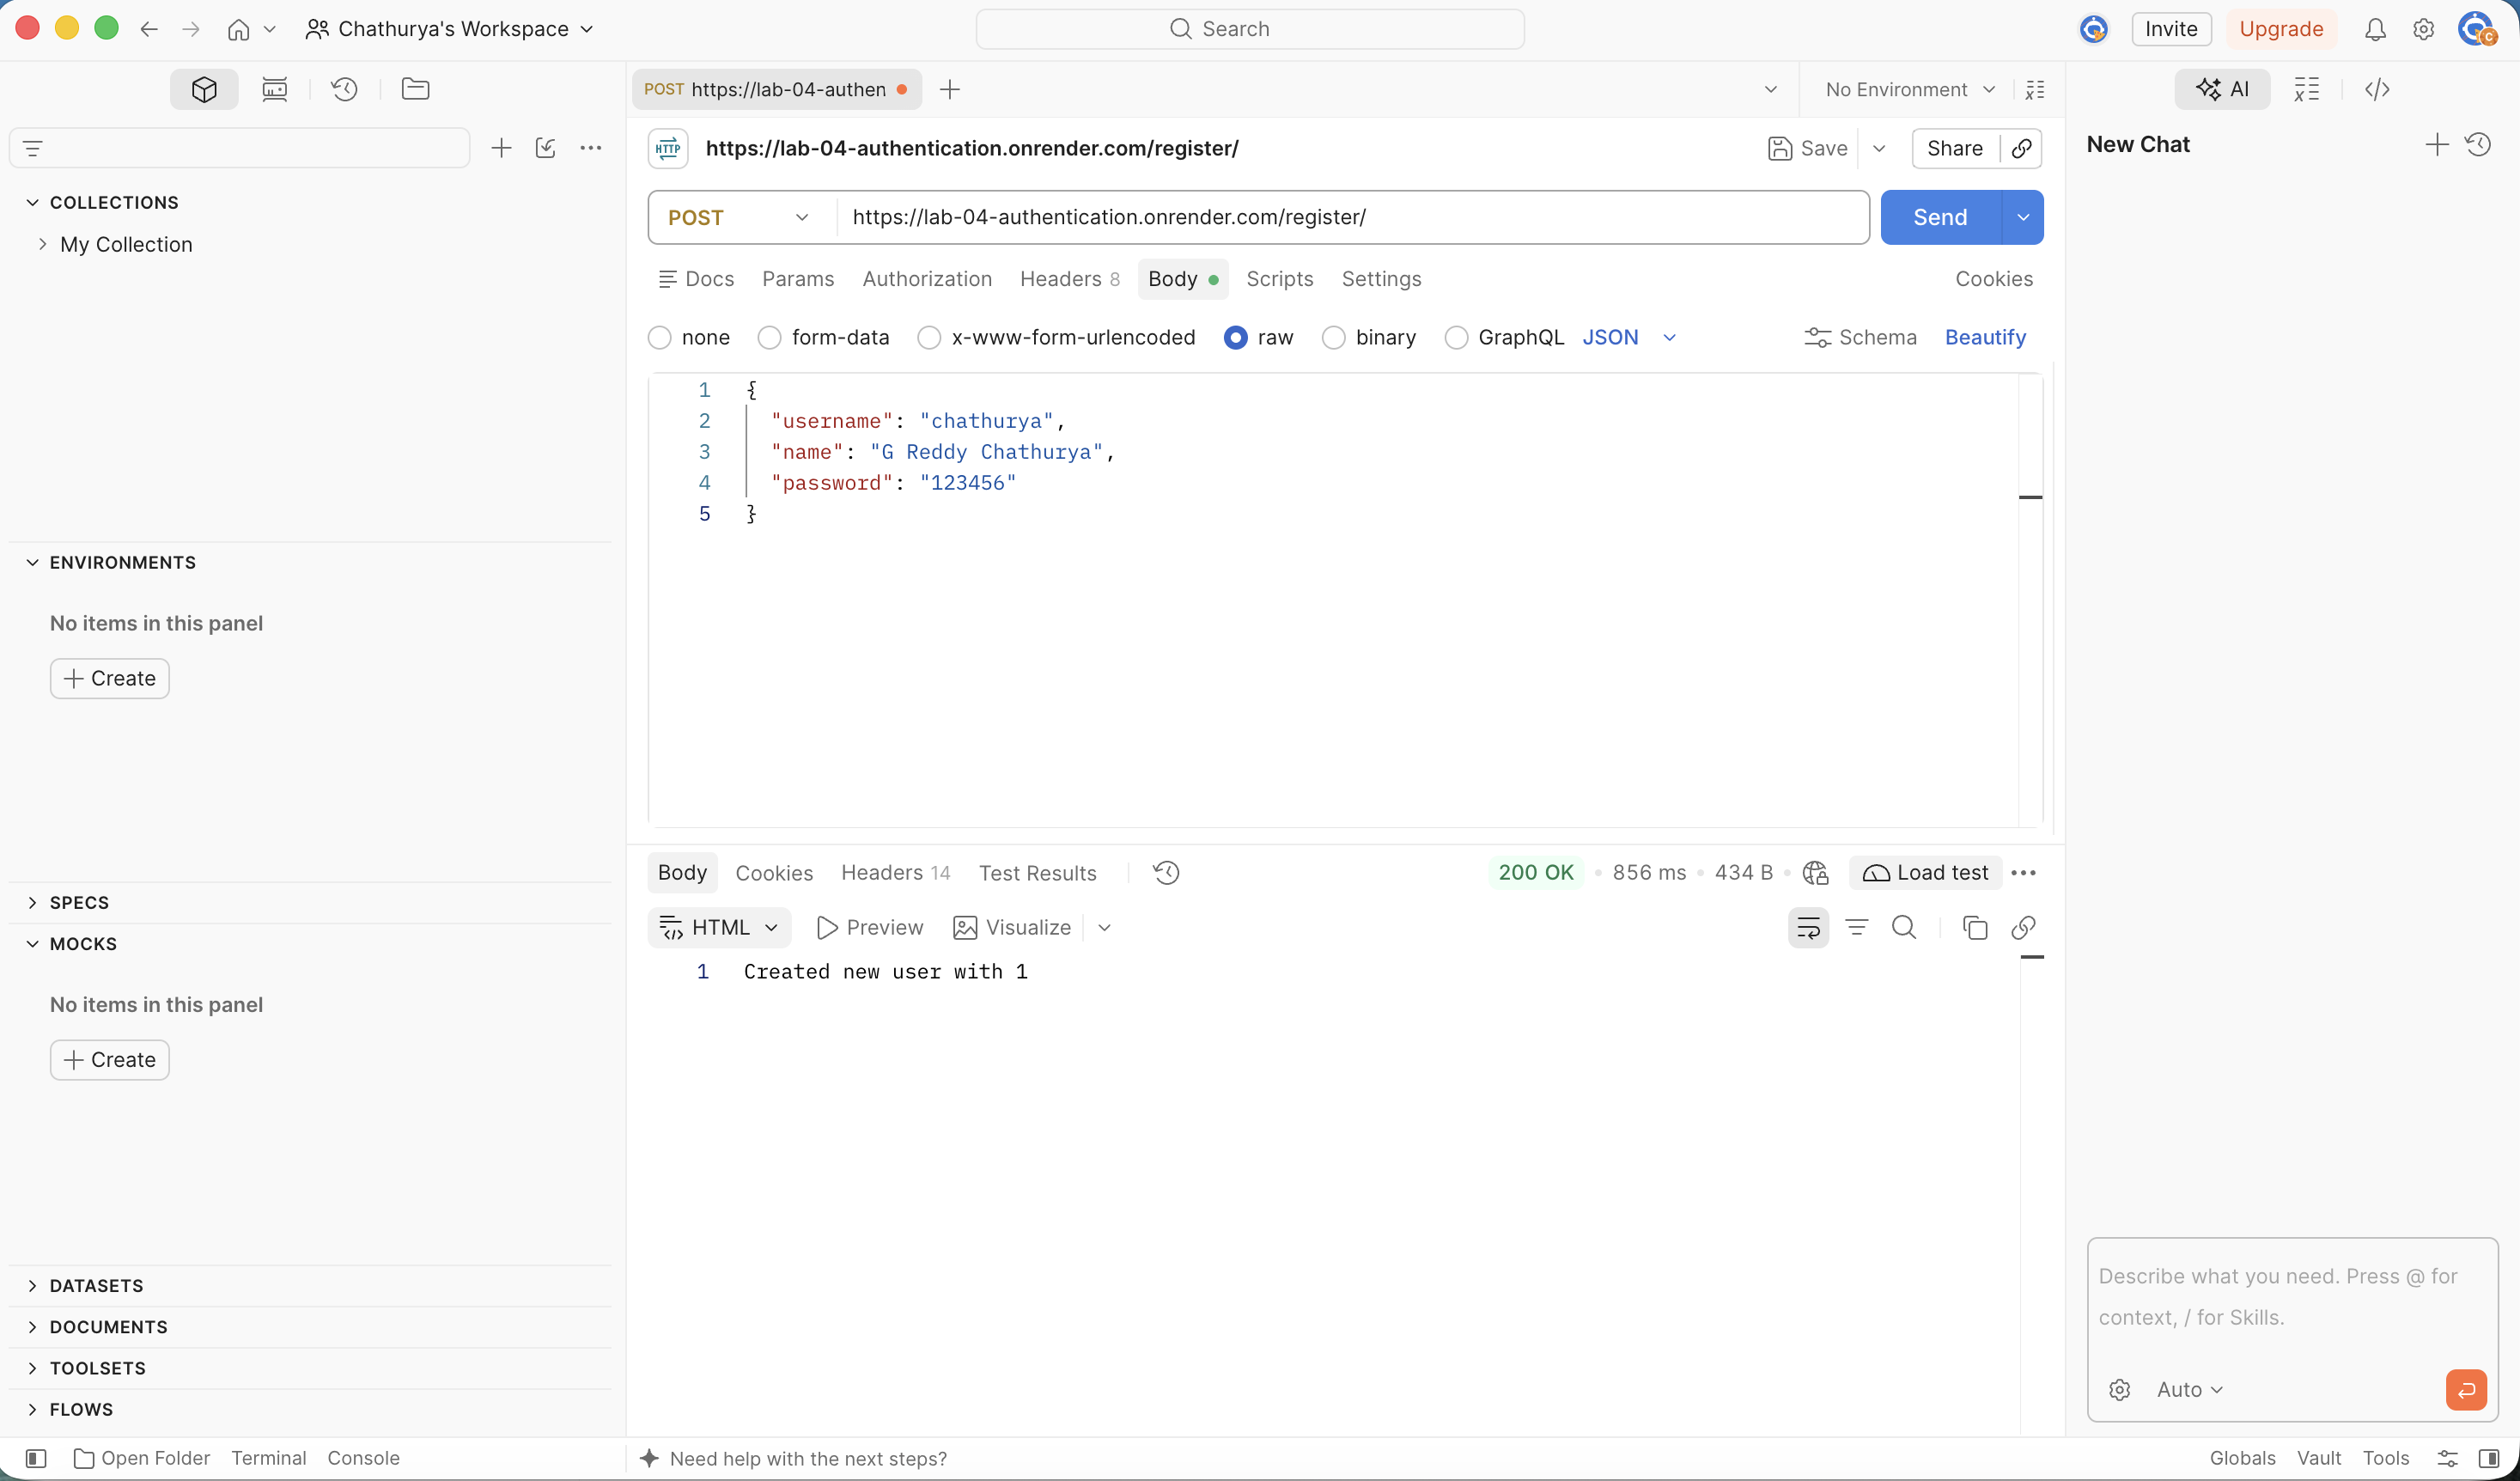 Chathurya's Workspace
Search
Invite
Upgrade
POST https://lab-04-authen
No Environment
AI
HTTP https://lab-04-authentication.onrender.com/register/
Save
Share
New Chat
COLLECTIONS
My Collection
POST
https://lab-04-authentication.onrender.com/register/
Send
Docs Params Authorization Headers 8 Body Scripts Settings Cookies
none form-data x-www-form-urlencoded raw binary GraphQL JSON Schema Beautify
1 {
2 "username": "chathurya",
3 "name": "G Reddy Chathurya",
4 "password": "123456"
5 }
ENVIRONMENTS
No items in this panel
Create
SPECS
MOCKS
No items in this panel
Create
DATASETS
DOCUMENTS
TOOLSETS
FLOWS
Body Cookies Headers 14 Test Results 200 OK • 856 ms • 434 B • Load test
HTML Preview Visualize
1 Created new user with 1
Describe what you need. Press @ for
context, / for Skills.
Auto
Open Folder Terminal Console
Need help with the next steps?
Globals Vault Tools